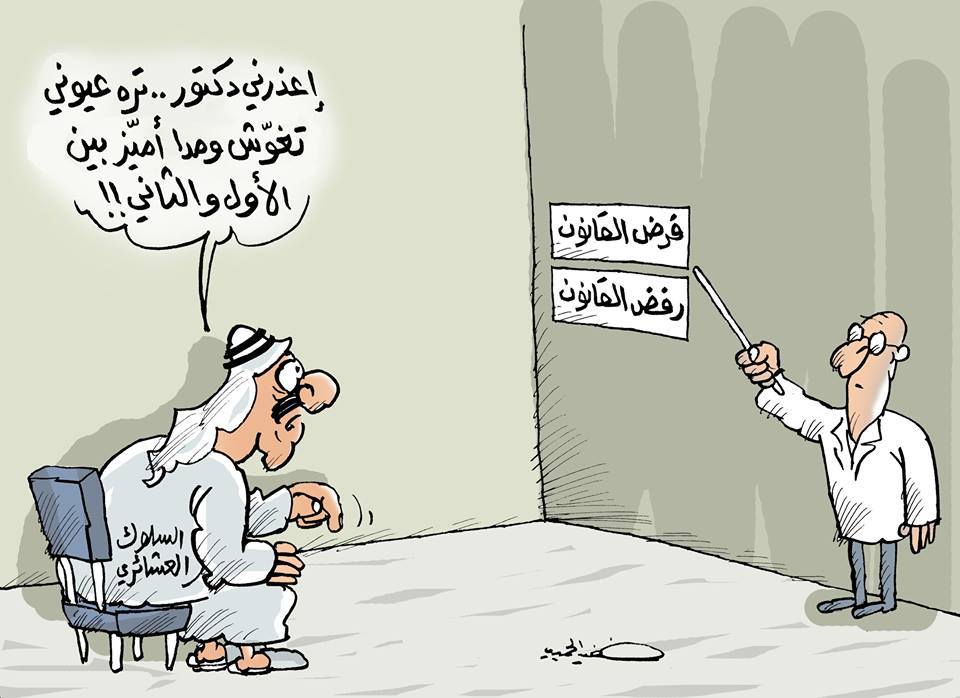 إعذرني دكتور .. تره عيوني
تغوّش ومدا أميّز بين
الأول والثاني !!
فرض القانون
رفض القانون
السلوك
العشائري